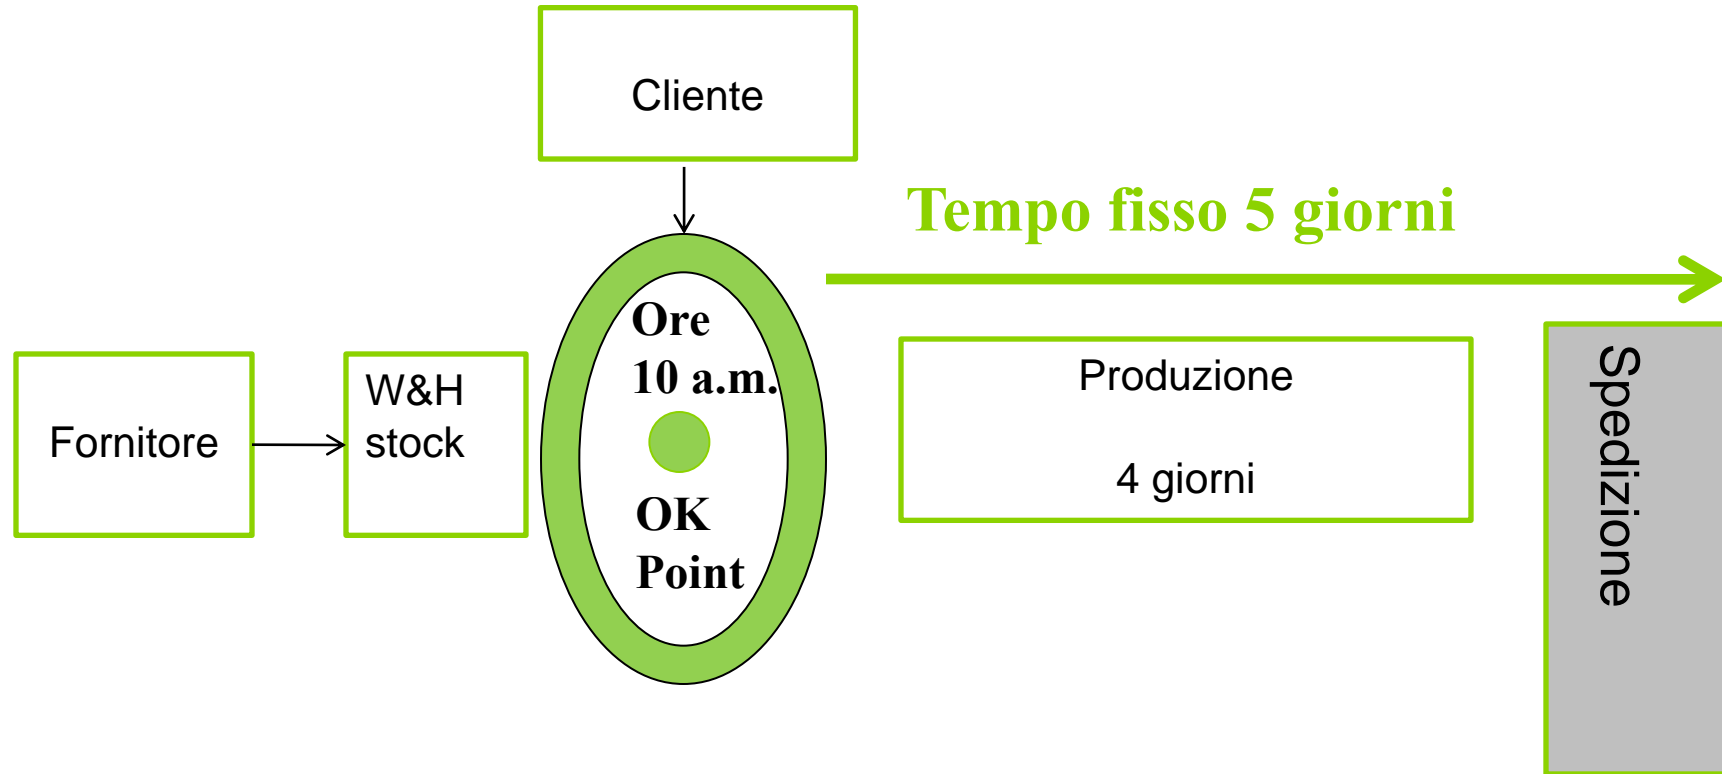 Cliente
Tempo fisso 5 giorni
Ore
10 a.m.
OK
Point
Fornitore
W&H
stock
Produzione
4 giorni
Spedizione